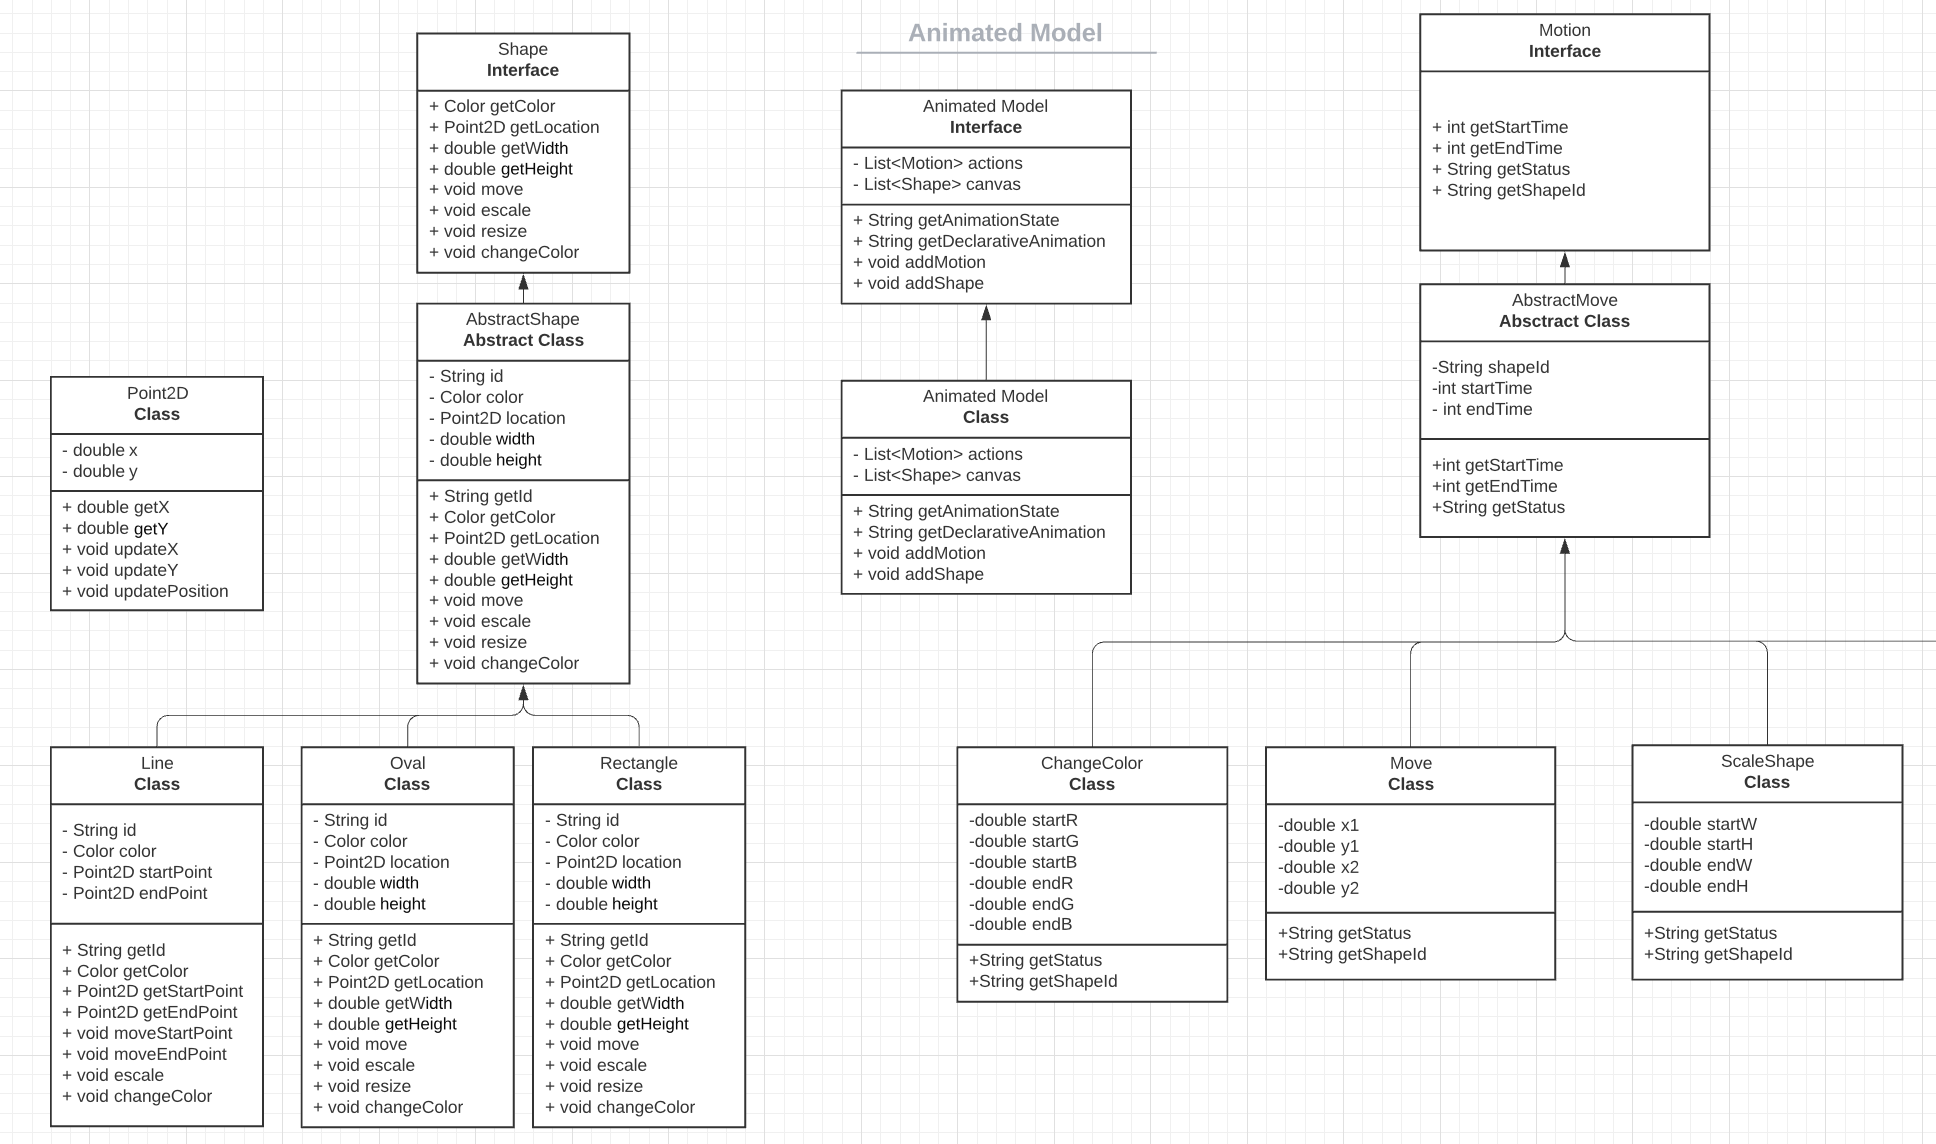 Animated Model
Shape
Interface
+ Color getColor
+ Point2D getLocation
+ double getWidth
+ double getHeight
+ void move
+ void escale
+ void resize
+ void changeColor
AbstractShape
Abstract Class
- String id
- Color color
- Point2D location
- double width
- double height
+ String getId
+ Color getColor
+ Point2D getLocation
+ double getWidth
+ double getHeight
+ void move
+ void escale
+ void resize
+ void changeColor
Point2D
Class
- double x
- double y
+ double getX
+ double getY
+ void updateX
+ void updateY
+ void updatePosition
Line
Class
- String id
- Color color
- Point2D startPoint
- Point2D endPoint
+ String getId
+ Color getColor
+ Point2D getStartPoint
+ Point2D getEndPoint
+ void moveStartPoint
+ void moveEndPoint
+ void escale
+ void changeColor
Oval
Class
- String id
- Color color
- Point2D location
- double width
- double height
+ String getId
+ Color getColor
+ Point2D getLocation
+ double getWidth
+ double getHeight
+ void move
+ void escale
+ void resize
+ void changeColor
Rectangle
Class
- String id
- Color color
- Point2D location
- double width
- double height
+ String getId
+ Color getColor
+ Point2D getLocation
+ double getWidth
+ double getHeight
+ void move
+ void escale
+ void resize
+ void changeColor
Animated Model
Interface
- List<Motion> actions
- List<Shape> canvas
+ String getAnimationState
+ String getDeclarativeAnimation
+ void addMotion
+ void addShape
Animated Model
Class
- List<Motion> actions
- List<Shape> canvas
+ String getAnimationState
+ String getDeclarativeAnimation
+ void addMotion
+ void addShape
Motion
Interface
+ int getStartTime
+ int getEndTime
+ String getStatus
+ String getShapeId
AbstractMove
Absctract Class
-String shapeId
-int startTime
- int endTime
+int getStartTime
+int getEndTime
+String getStatus
ChangeColor
Class
-double startR
-double startG
-double startB
-double endR
-double endG
-double endB
+String getStatus
+String getShapeId
Move
Class
-double x1
-double y1
-double x2
-double y2
+String getStatus
+String getShapeId
ScaleShape
Class
-double startW
-double startH
-double endW
-double endH
+String getStatus
+String getShapeId